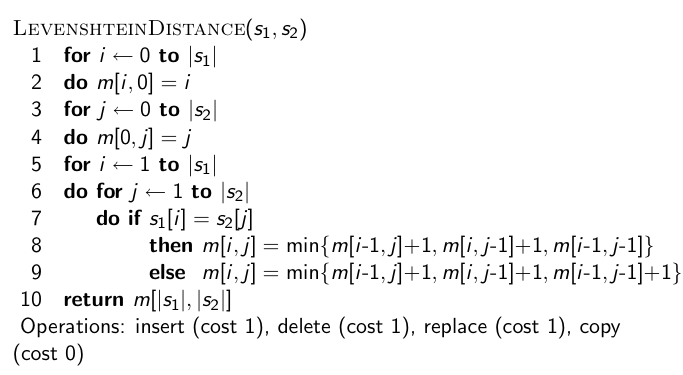 LEVENSHTEINDISTANCE(s₁, s₂)
1 for i ← 0 to |s₁|
2 do m[i, 0] = i
3 for j ← 0 to |s₂|
4 do m[0, j] = j
5 for i ← 1 to |s₁|
6 do for j ← 1 to |s₂|
7 do if s₁[i] = s₂[j]
8 then m[i, j] = min{m[i-1, j]+1, m[i, j-1]+1, m[i-1, j-1]}
9 else m[i, j] = min{m[i-1, j]+1, m[i, j-1]+1, m[i-1, j-1]+1}
10 return m[|s₁|, |s₂|]
Operations: insert (cost 1), delete (cost 1), replace (cost 1), copy
(cost 0)